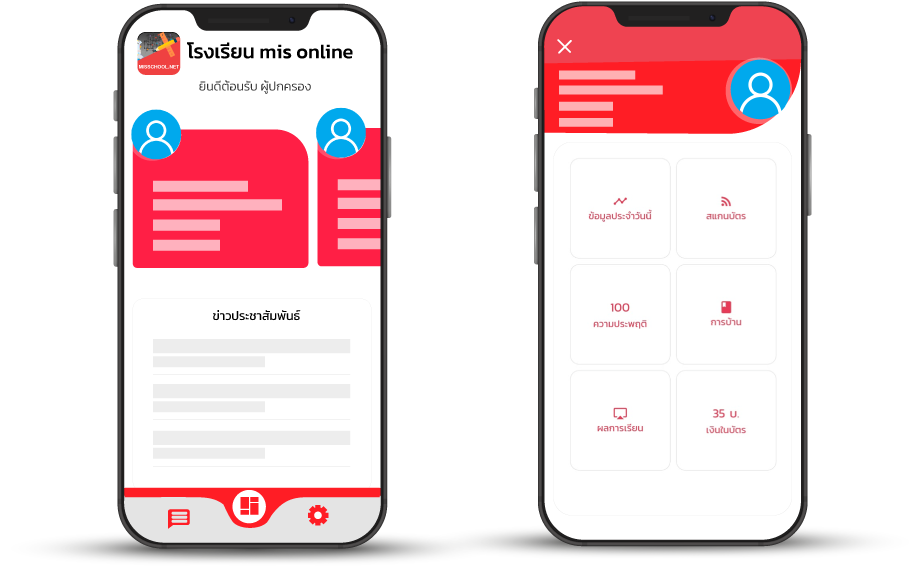 MISSCHOOL.NET
โรงเรียน mis online
ยินดีต้อนรับ ผู้ปกครอง
ข่าวประชาสัมพันธ์
ข้อมูลประจำวันนี้
สแกนบัตร
100
ความประพฤติ
การบ้าน
ผลการเรียน
35 บ.
เงินในบัตร